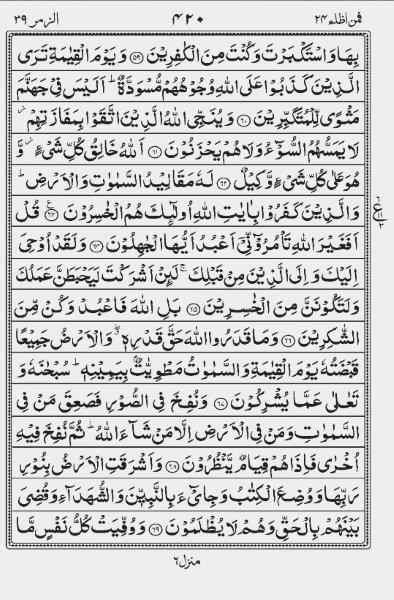 فمن اظلم ٢٤ ٤٢٠ الزمر ٣٩
بِهَا وَاسْتَكْبَرْتَ وَكُنْتَ مِنَ الْكٰفِرِيْنَ ﴿٥٩﴾ وَيَوْمَ الْقِيٰمَةِ تَرَى
الَّذِيْنَ كَذَبُوْا عَلَى اللّٰهِ وُجُوْهُهُمْ مُّسْوَدَّةٌ ؕ اَلَيْسَ فِيْ جَهَنَّمَ
مَثْوًى لِّلْمُتَكَبِّرِيْنَ ﴿٦٠﴾ وَيُنَجِّي اللّٰهُ الَّذِيْنَ اتَّقَوْا بِمَفَازَتِهِمْ ؗ
لَا يَمَسُّهُمُ السُّوْٓءُ وَلَا هُمْ يَحْزَنُوْنَ ﴿٦١﴾ اَللّٰهُ خَالِقُ كُلِّ شَيْءٍ ؗ وَّ
هُوَ عَلٰى كُلِّ شَيْءٍ وَّكِيْلٌ ﴿٦٢﴾ لَهٗ مَقَالِيْدُ السَّمٰوٰتِ وَالْاَرْضِ ؕ
وَالَّذِيْنَ كَفَرُوْا بِاٰيٰتِ اللّٰهِ اُولٰٓئِكَ هُمُ الْخٰسِرُوْنَ ﴿٦٣﴾ قُلْ
اَفَغَيْرَ اللّٰهِ تَاْمُرُوْٓنِّيْٓ اَعْبُدُ اَيُّهَا الْجٰهِلُوْنَ ﴿٦٤﴾ وَلَقَدْ اُوْحِيَ
اِلَيْكَ وَاِلَى الَّذِيْنَ مِنْ قَبْلِكَ ۚ لَئِنْ اَشْرَكْتَ لَيَحْبَطَنَّ عَمَلُكَ
وَلَتَكُوْنَنَّ مِنَ الْخٰسِرِيْنَ ﴿٦٥﴾ بَلِ اللّٰهَ فَاعْبُدْ وَكُنْ مِّنَ
الشّٰكِرِيْنَ ﴿٦٦﴾ وَمَا قَدَرُوا اللّٰهَ حَقَّ قَدْرِهٖ ۖۗ وَالْاَرْضُ جَمِيْعًا
قَبْضَتُهٗ يَوْمَ الْقِيٰمَةِ وَالسَّمٰوٰتُ مَطْوِيّٰتٌۢ بِيَمِيْنِهٖ ؕ سُبْحٰنَهٗ وَ
تَعٰلٰى عَمَّا يُشْرِكُوْنَ ﴿٦٧﴾ وَنُفِخَ فِي الصُّوْرِ فَصَعِقَ مَنْ فِي
السَّمٰوٰتِ وَمَنْ فِي الْاَرْضِ اِلَّا مَنْ شَآءَ اللّٰهُ ؕ ثُمَّ نُفِخَ فِيْهِ
اُخْرٰى فَاِذَا هُمْ قِيَامٌ يَّنْظُرُوْنَ ﴿٦٨﴾ وَاَشْرَقَتِ الْاَرْضُ بِنُوْرِ
رَبِّهَا وَوُضِعَ الْكِتٰبُ وَجِايْٓءَ بِالنَّبِيّٖنَ وَالشُّهَدَآءِ وَقُضِيَ
بَيْنَهُمْ بِالْحَقِّ وَهُمْ لَا يُظْلَمُوْنَ ﴿٦٩﴾ وَوُفِّيَتْ كُلُّ نَفْسٍ مَّا
منزل ٦